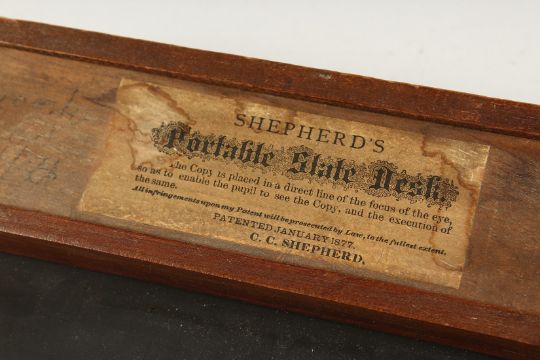 SHEPHERD'S
Portable Slate Desk.
The Copy is placed in a direct line of the focus of the eye,
so as to enable the pupil to see the Copy, and the execution of
the same.
All infringements upon my Patent will be prosecuted by Law, to the fullest extent.
PATENTED JANUARY 1877.
C. C. SHEPHERD.